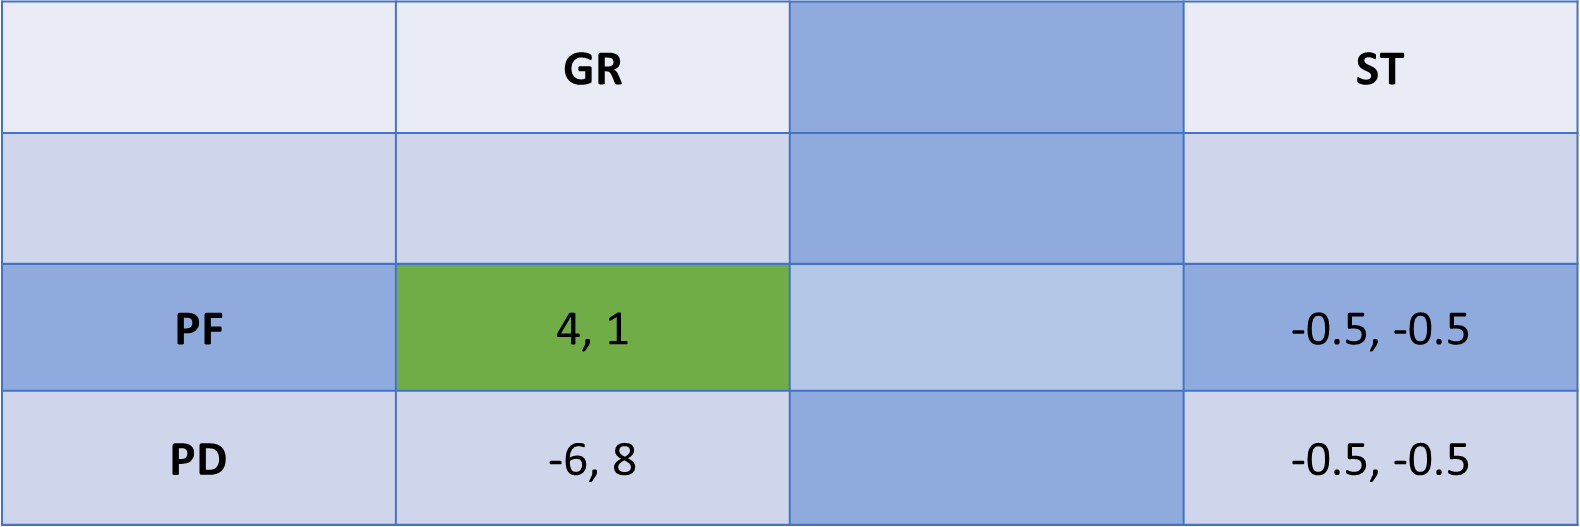 GR ST
PF 4, 1 -0.5, -0.5
PD -6, 8 -0.5, -0.5